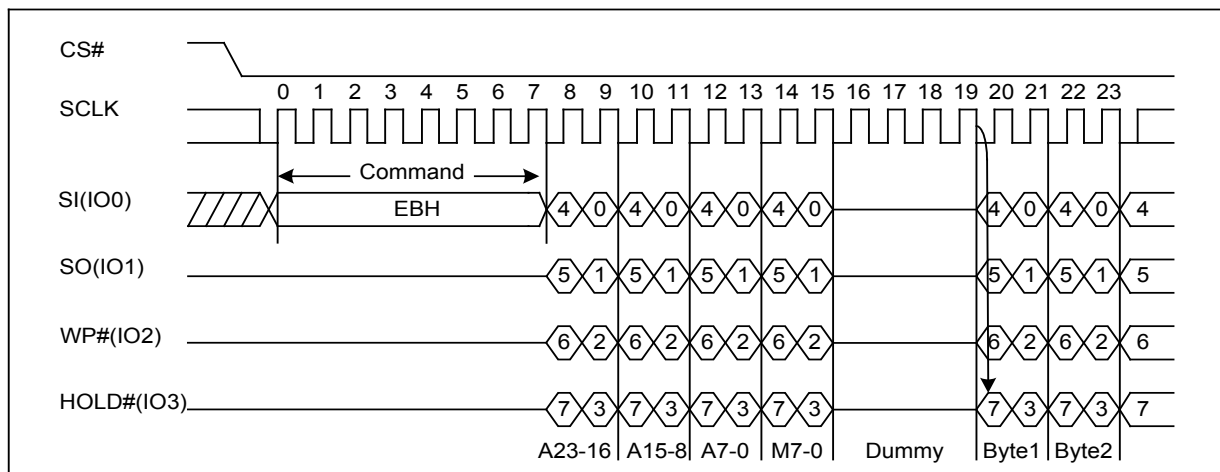 CS#
0 1 2 3 4 5 6 7 8 9 10 11 12 13 14 15 16 17 18 19 20 21 22 23
SCLK
Command
SI(IO0) EBH 4 0 4 0 4 0 4 0 4 0 4 0 4
SO(IO1) 5 1 5 1 5 1 5 1 5 1 5 1 5
WP#(IO2) 6 2 6 2 6 2 6 2 6 2 6 2 6
HOLD#(IO3) 7 3 7 3 7 3 7 3 7 3 7 3 7
A23-16 A15-8 A7-0 M7-0 Dummy Byte1 Byte2